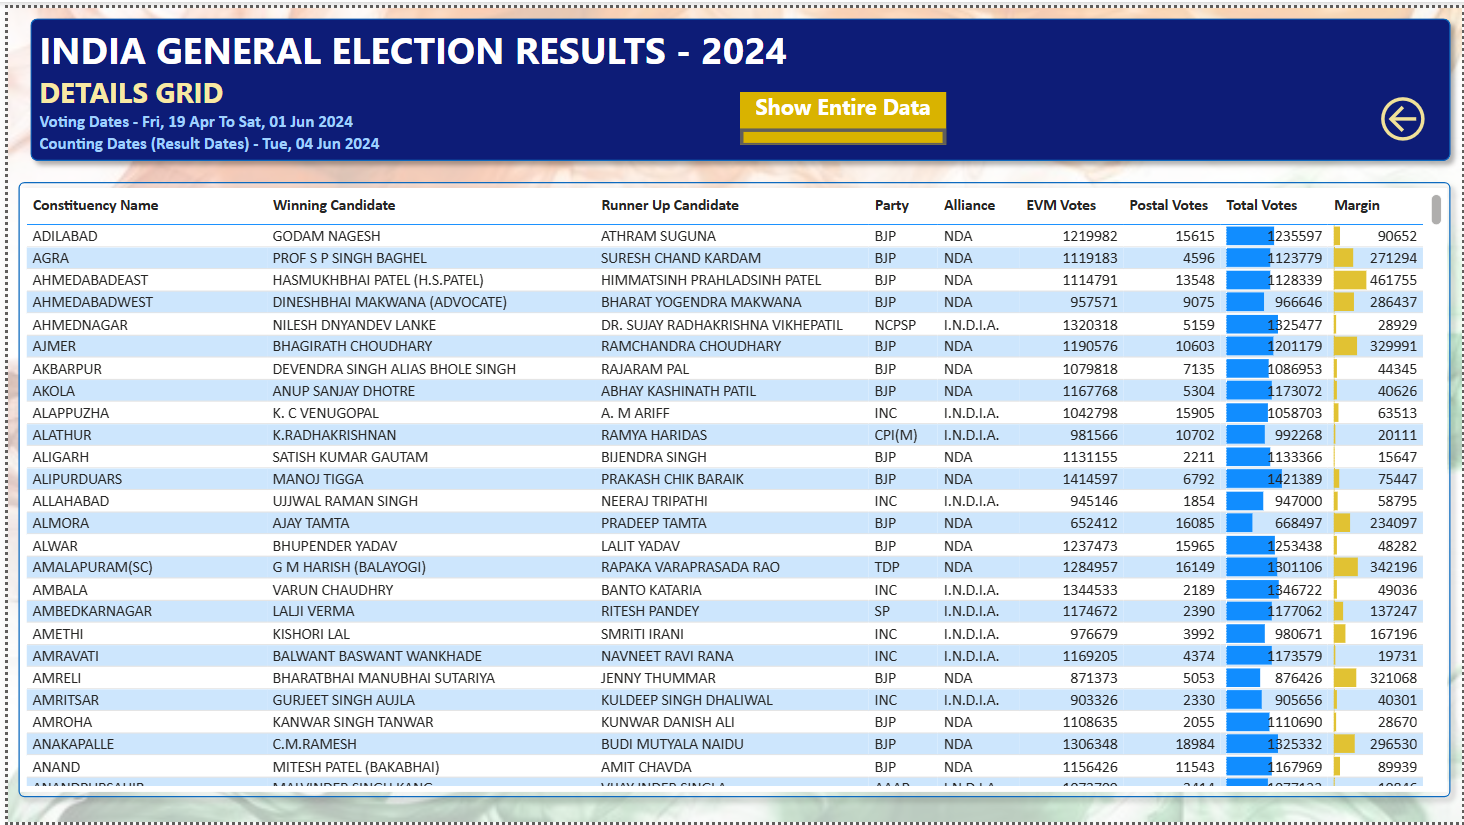 INDIA GENERAL ELECTION RESULTS - 2024
DETAILS GRID
Voting Dates - Fri, 19 Apr To Sat, 01 Jun 2024
Counting Dates (Result Dates) - Tue, 04 Jun 2024
Show Entire Data
Constituency Name Winning Candidate Runner Up Candidate Party Alliance EVM Votes Postal Votes Total Votes Margin
ADILABAD GODAM NAGESH ATHRAM SUGUNA BJP NDA 1219982 15615 1235597 90652
AGRA PROF S P SINGH BAGHEL SURESH CHAND KARDAM BJP NDA 1119183 4596 1123779 271294
AHMEDABADEAST HASMUKHBHAI PATEL (H.S.PATEL) HIMMATSINH PRAHLADSINH PATEL BJP NDA 1114791 13548 1128339 461755
AHMEDABADWEST DINESHBHAI MAKWANA (ADVOCATE) BHARAT YOGENDRA MAKWANA BJP NDA 957571 9075 966646 286437
AHMEDNAGAR NILESH DNYANDEV LANKE DR. SUJAY RADHAKRISHNA VIKHEPATIL NCPSP I.N.D.I.A. 1320318 5159 1325477 28929
AJMER BHAGIRATH CHOUDHARY RAMCHANDRA CHOUDHARY BJP NDA 1190576 10603 1201179 329991
AKBARPUR DEVENDRA SINGH ALIAS BHOLE SINGH RAJARAM PAL BJP NDA 1079818 7135 1086953 44345
AKOLA ANUP SANJAY DHOTRE ABHAY KASHINATH PATIL BJP NDA 1167768 5304 1173072 40626
ALAPPUZHA K. C VENUGOPAL A. M ARIFF INC I.N.D.I.A. 1042798 15905 1058703 63513
ALATHUR K.RADHAKRISHNAN RAMYA HARIDAS CPI(M) I.N.D.I.A. 981566 10702 992268 20111
ALIGARH SATISH KUMAR GAUTAM BIJENDRA SINGH BJP NDA 1131155 2211 1133366 15647
ALIPURDUARS MANOJ TIGGA PRAKASH CHIK BARAIK BJP NDA 1414597 6792 1421389 75447
ALLAHABAD UJJWAL RAMAN SINGH NEERAJ TRIPATHI INC I.N.D.I.A. 945146 1854 947000 58795
ALMORA AJAY TAMTA PRADEEP TAMTA BJP NDA 652412 16085 668497 234097
ALWAR BHUPENDER YADAV LALIT YADAV BJP NDA 1237473 15965 1253438 48282
AMALAPURAM(SC) G M HARISH (BALAYOGI) RAPAKA VARAPRASADA RAO TDP NDA 1284957 16149 1301106 342196
AMBALA VARUN CHAUDHRY BANTO KATARIA INC I.N.D.I.A. 1344533 2189 1346722 49036
AMBEDKARNAGAR LALJI VERMA RITESH PANDEY SP I.N.D.I.A. 1174672 2390 1177062 137247
AMETHI KISHORI LAL SMRITI IRANI INC I.N.D.I.A. 976679 3992 980671 167196
AMRAVATI BALWANT BASWANT WANKHADE NAVNEET RAVI RANA INC I.N.D.I.A. 1169205 4374 1173579 19731
AMRELI BHARATBHAI MANUBHAI SUTARIYA JENNY THUMMAR BJP NDA 871373 5053 876426 321068
AMRITSAR GURJEET SINGH AUJLA KULDEEP SINGH DHALIWAL INC I.N.D.I.A. 903326 2330 905656 40301
AMROHA KANWAR SINGH TANWAR KUNWAR DANISH ALI BJP NDA 1108635 2055 1110690 28670
ANAKAPALLE C.M.RAMESH BUDI MUTYALA NAIDU BJP NDA 1306348 18984 1325332 296530
ANAND MITESH PATEL (BAKABHAI) AMIT CHAVDA BJP NDA 1156426 11543 1167969 89939